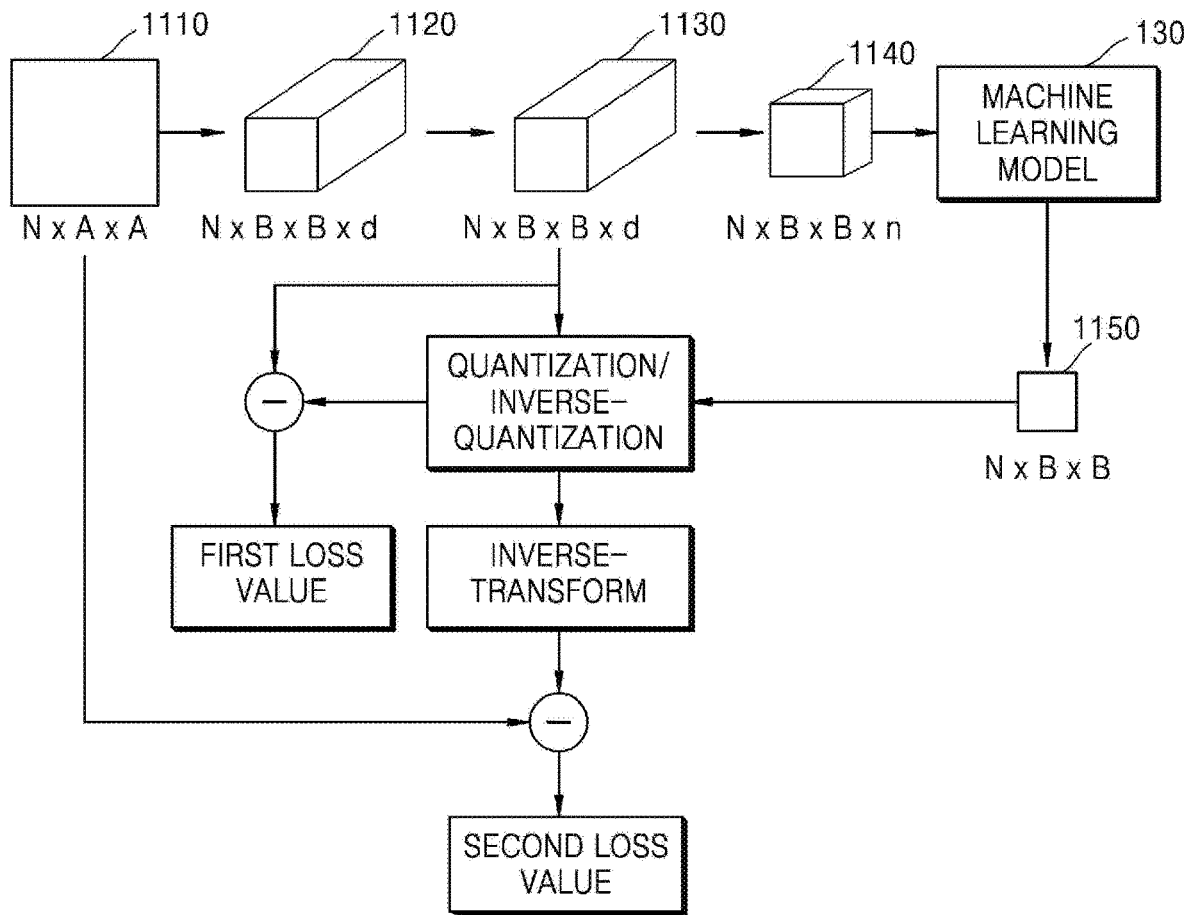 1110
1120
1130
1140
130
MACHINE
LEARNING
MODEL
N x A x A
N x B x B x d
N x B x B x d
N x B x B x n
1150
N x B x B
−
QUANTIZATION/
INVERSE−
QUANTIZATION
FIRST LOSS
VALUE
INVERSE−
TRANSFORM
−
SECOND LOSS
VALUE